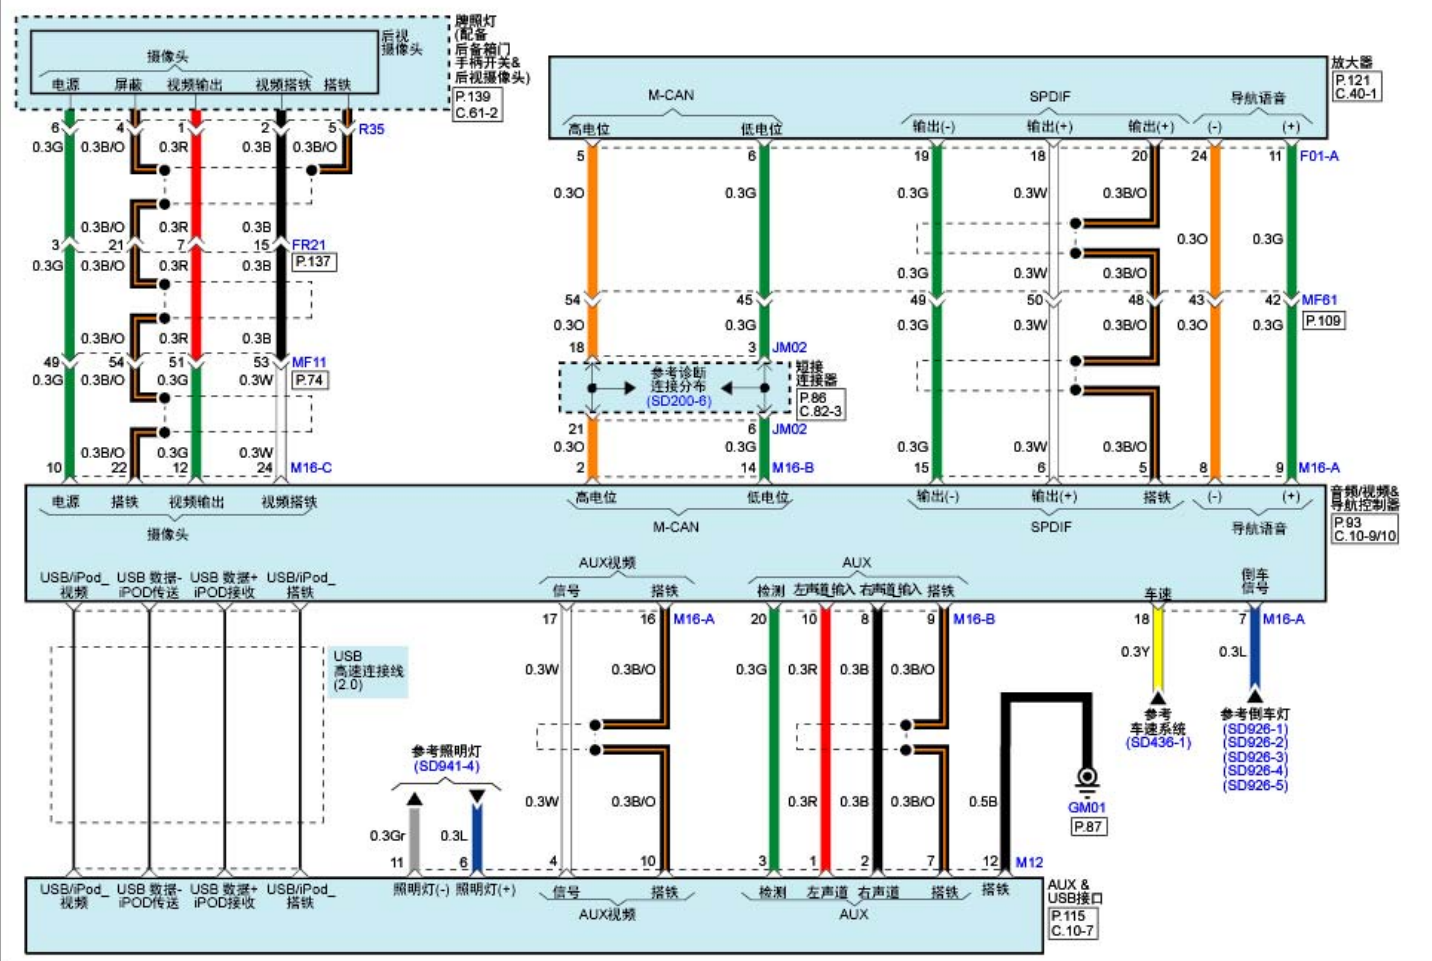 牌照灯
(配备
后备箱门
手柄开关&
后视摄像头)
P.139
C.61-2
后视
摄像头
摄像头
电源 屏蔽 视频输出 视频搭铁 搭铁
6 4 1 2 5 R35
0.3G 0.3B/O 0.3R 0.3B 0.3B/O
0.3B/O 0.3R 0.3B
3 21 7 15 FR21
0.3G 0.3B/O 0.3R 0.3B P.137
0.3B/O 0.3R 0.3B
49 54 51 53 MF11
0.3G 0.3B/O 0.3G 0.3W P.74
0.3B/O 0.3G 0.3W
10 22 12 24 M16-C
电源 搭铁 视频输出 视频搭铁
摄像头
放大器
P.121
C.40-1
M-CAN SPDIF 导航语音
高电位 低电位 输出(-) 输出(+) 输出(+) (-) (+)
5 6 19 18 20 24 11 F01-A
0.3O 0.3G 0.3G 0.3W 0.3B/O
0.3O 0.3G
0.3G 0.3W 0.3B/O
54 45 49 50 48 43 42 MF61
0.3O 0.3G 0.3G 0.3W 0.3B/O 0.3O 0.3G P.109
18 3 JM02
参考诊断
连接分布
(SD200-6)
短接
连接器
P.86
C.82-3
21 6 JM02
0.3O 0.3G 0.3G 0.3W 0.3B/O
2 14 M16-B 15 6 5 8 9 M16-A
高电位 低电位 输出(-) 输出(+) 搭铁 (-) (+)
M-CAN SPDIF 导航语音
音频/视频&
导航控制器
P.93
C.10-9/10
USB/iPod_
视频
USB 数据-
iPOD传送
USB 数据+
iPOD接收
USB/iPod_
搭铁
AUX视频 AUX
信号 搭铁 检测 左声道输入 右声道输入 搭铁 车速
倒车
信号
17 16 M16-A 20 10 8 9 M16-B 18 7 M16-A
0.3W 0.3B/O 0.3G 0.3R 0.3B 0.3B/O 0.3Y 0.3L
USB
高速连接线
(2.0)
参考
车速系统
(SD436-1)
参考倒车灯
(SD926-1)
(SD926-2)
(SD926-3)
(SD926-4)
(SD926-5)
参考照明灯
(SD941-4)
0.3W 0.3B/O 0.3R 0.3B 0.3B/O 0.5B
GM01
P.87
0.3Gr 0.3L
11 6 4 10 3 1 2 7 12 M12
USB/iPod_
视频
USB 数据-
iPOD传送
USB 数据+
iPOD接收
USB/iPod_
搭铁
照明灯(-) 照明灯(+) 信号 搭铁 检测 左声道 右声道 搭铁 搭铁
AUX视频 AUX
AUX &
USB接口
P.115
C.10-7